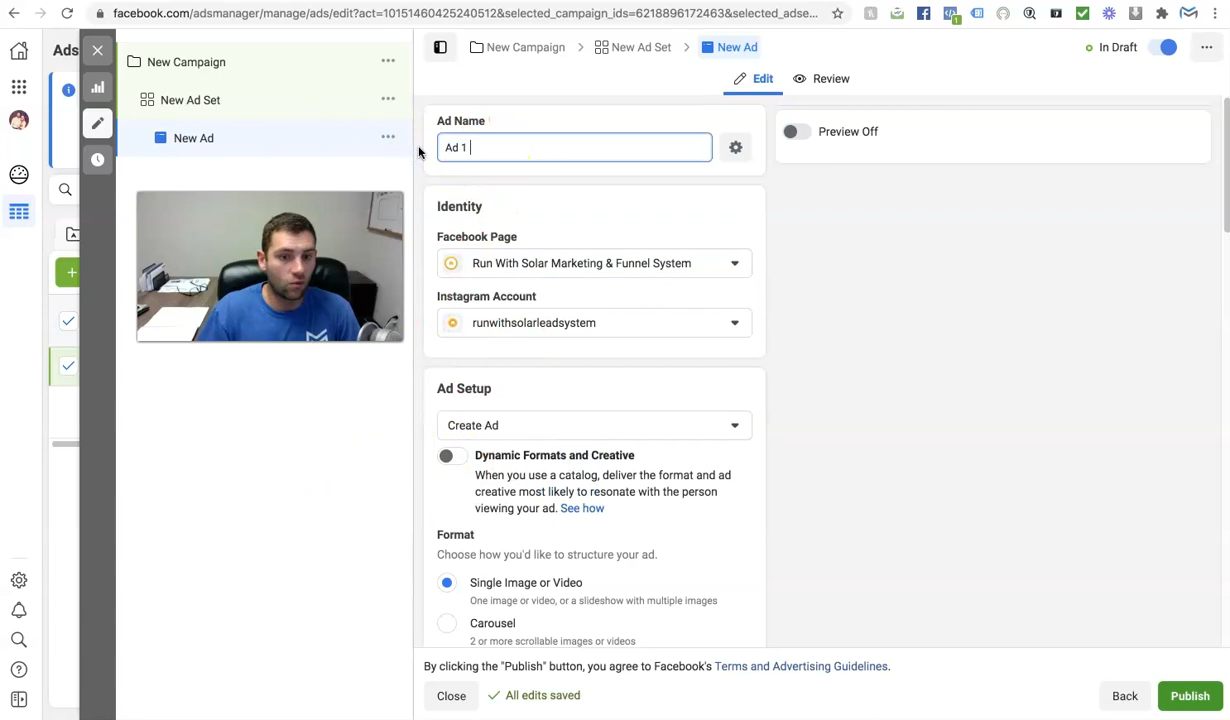 facebook.com/adsmanager/manage/ads/edit?act=10151460425240512&selected_campaign_ids=6218896172463&selected_adse...
1
Ads
New Campaign
New Ad Set
New Ad
New Campaign
New Ad Set
New Ad
In Draft
Edit
Review
Ad Name
Ad 1
Preview Off
Identity
Facebook Page
Run With Solar Marketing & Funnel System
Instagram Account
runwithsolarleadsystem
Ad Setup
Create Ad
Dynamic Formats and Creative
When you use a catalog, deliver the format and ad
creative most likely to resonate with the person
viewing your ad. See how
Format
Choose how you'd like to structure your ad.
Single Image or Video
One image or video, or a slideshow with multiple images
Carousel
2 or more scrollable images or videos
By clicking the "Publish" button, you agree to Facebook's Terms and Advertising Guidelines.
Close
All edits saved
Back
Publish